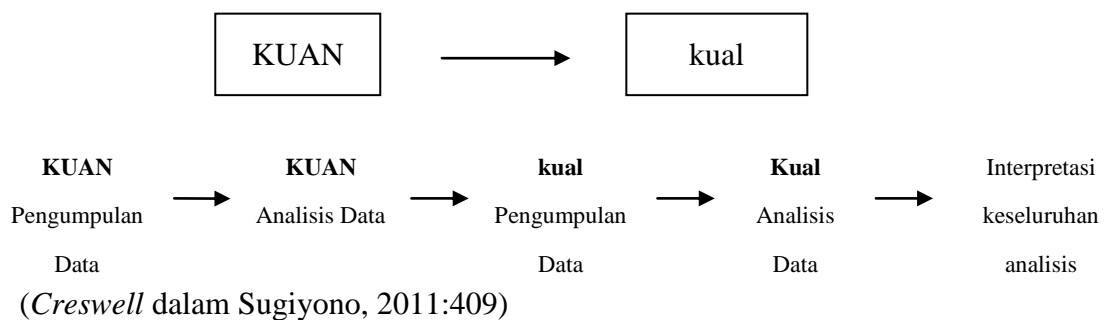 KUAN kual
KUAN KUAN kual Kual Interpretasi
Pengumpulan Analisis Data Pengumpulan Analisis keseluruhan
Data Data Data analisis
(Creswell dalam Sugiyono, 2011:409)